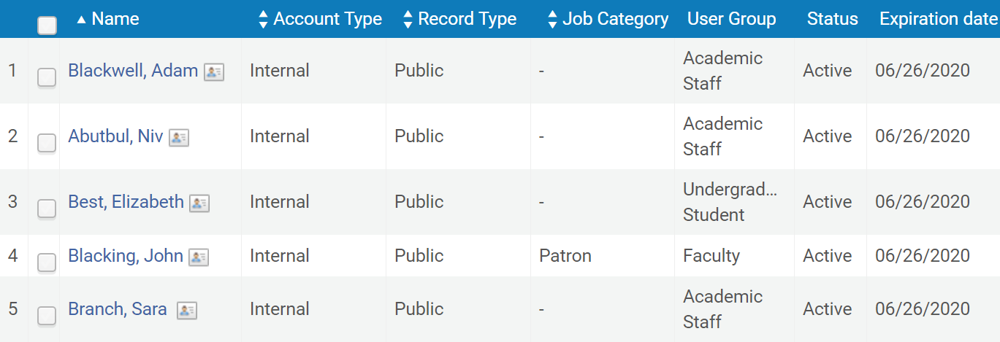 Name Account Type Record Type Job Category User Group Status Expiration date
1 Blackwell, Adam Internal Public - Academic Staff Active 06/26/2020
2 Abutbul, Niv Internal Public - Academic Staff Active 06/26/2020
3 Best, Elizabeth Internal Public - Undergrad... Student Active 06/26/2020
4 Blacking, John Internal Public Patron Faculty Active 06/26/2020
5 Branch, Sara Internal Public - Academic Staff Active 06/26/2020